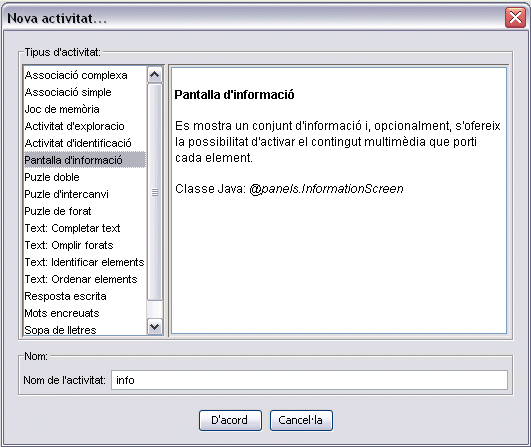 Nova activitat...
Tipus d'activitat:
Associació complexa
Associació simple
Joc de memòria
Activitat d'exploracio
Activitat d'identificació
Pantalla d'informació
Puzle doble
Puzle d'intercanvi
Puzle de forat
Text: Completar text
Text: Omplir forats
Text: Identificar elements
Text: Ordenar elements
Resposta escrita
Mots encreuats
Sopa de lletres
Pantalla d'informació
Es mostra un conjunt d'informació i, opcionalment, s'ofereix
la possibilitat d'activar el contingut multimèdia que porti
cada element.
Classe Java: @panels.InformationScreen
Nom:
Nom de l'activitat: info
D'acord Cancel·la